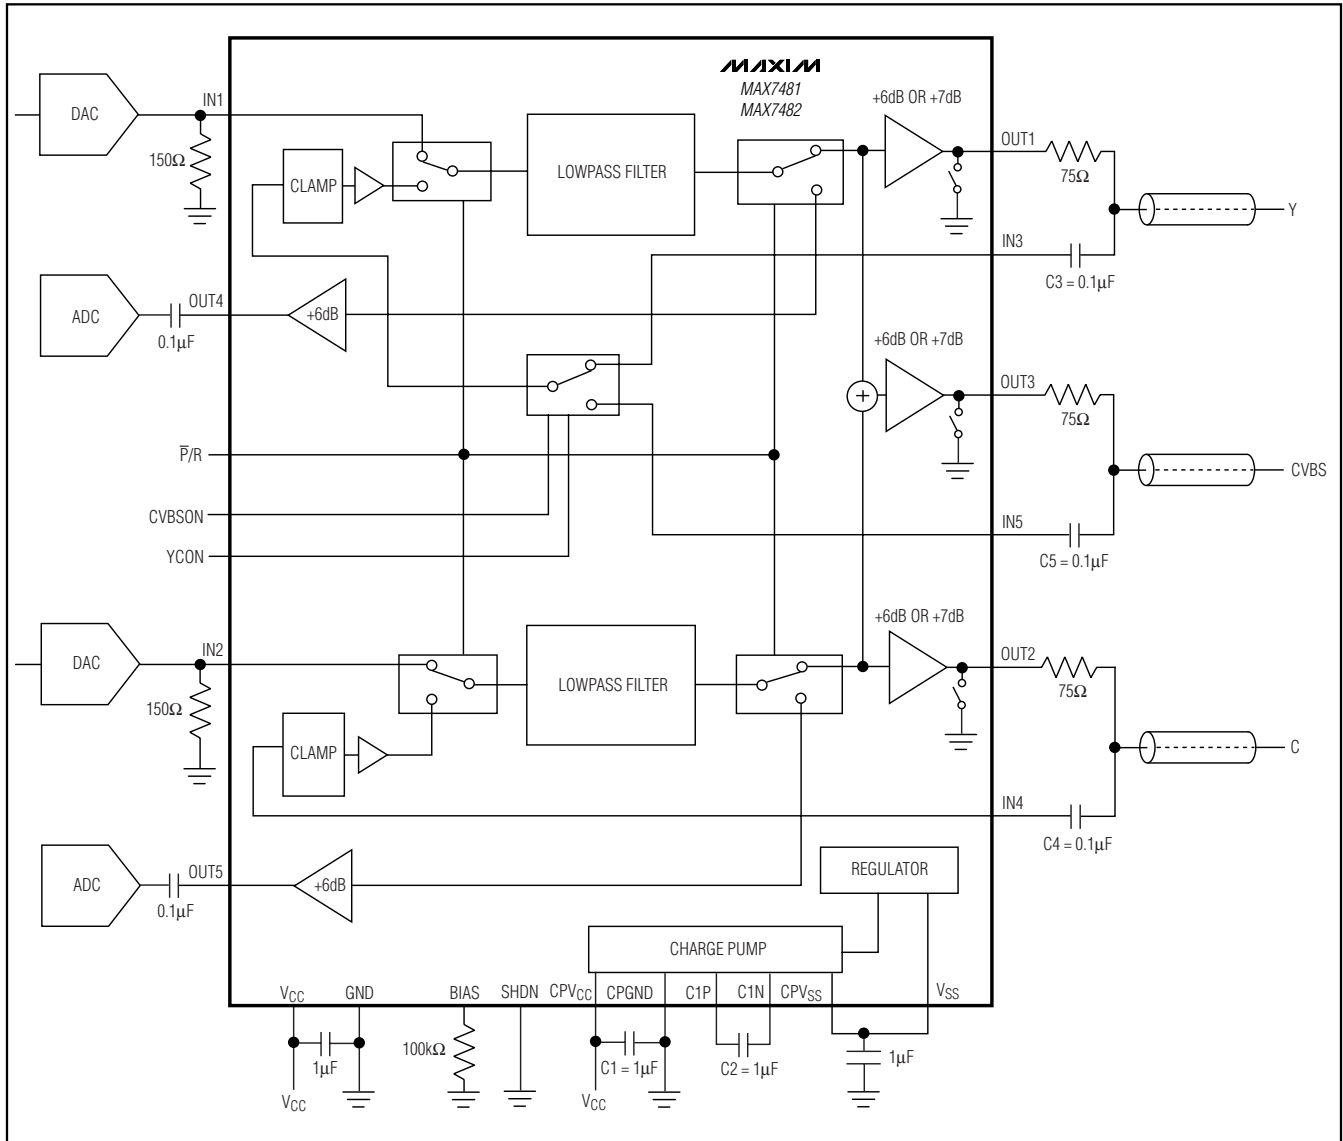 MAXIM
MAX7481
MAX7482
+6dB OR +7dB
DAC
IN1
150Ω
CLAMP
LOWPASS FILTER
OUT1
75Ω
Y
IN3
C3 = 0.1µF
ADC
OUT4
0.1µF
+6dB
+6dB OR +7dB
OUT3
75Ω
P̅/R
CVBSON
YCON
CVBS
IN5
C5 = 0.1µF
+6dB OR +7dB
DAC
IN2
150Ω
CLAMP
LOWPASS FILTER
OUT2
75Ω
C
IN4
C4 = 0.1µF
ADC
OUT5
0.1µF
+6dB
REGULATOR
CHARGE PUMP
VCC
GND
BIAS
SHDN
CPVCC
CPGND
C1P
C1N
CPVSS
VSS
1µF
VCC
100kΩ
C1 = 1µF
VCC
C2 = 1µF
1µF